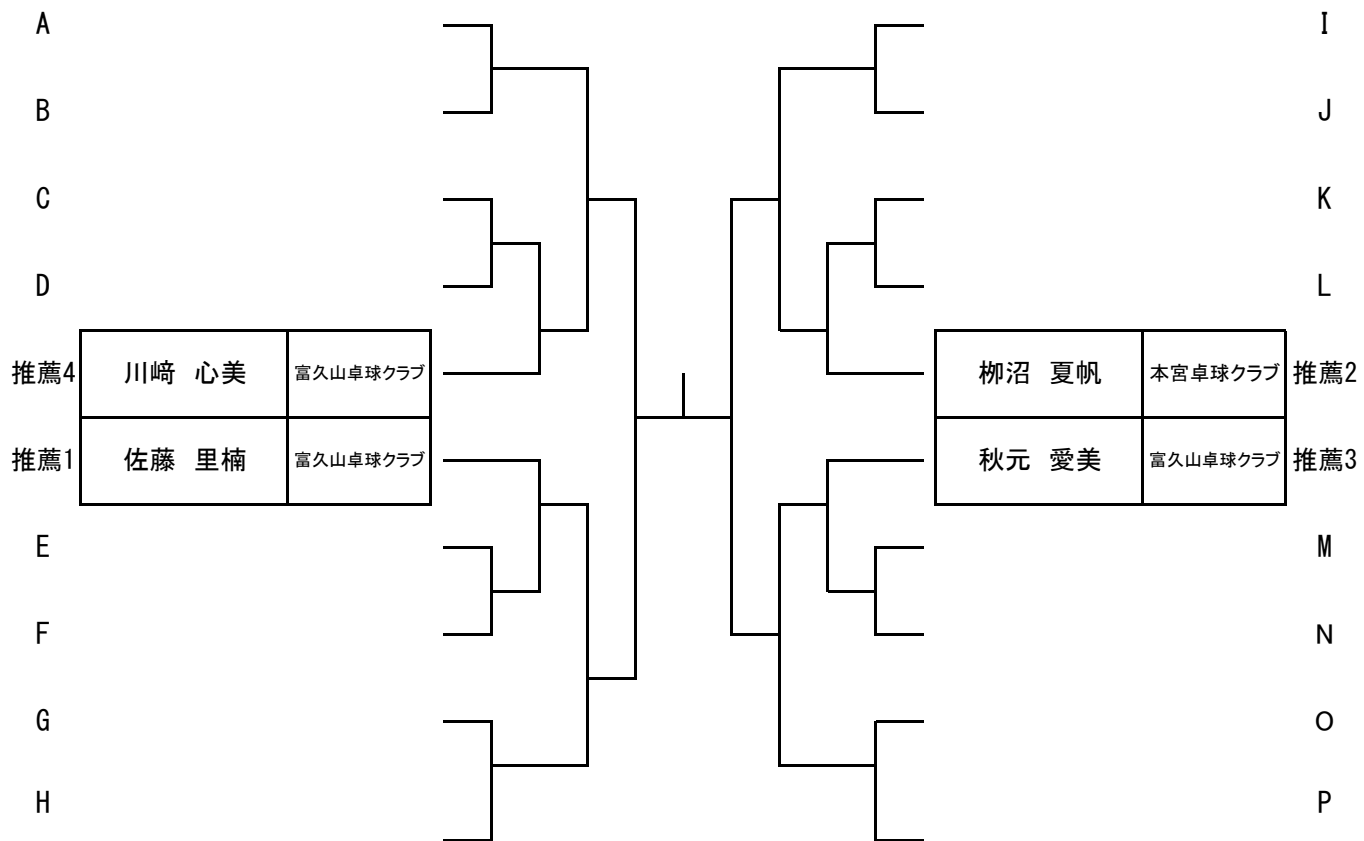 A I
B J
C K
D L
推薦4 川﨑 心美 富久山卓球クラブ 栁沼 夏帆 本宮卓球クラブ 推薦2
推薦1 佐藤 里楠 富久山卓球クラブ 秋元 愛美 富久山卓球クラブ 推薦3
E M
F N
G O
H P